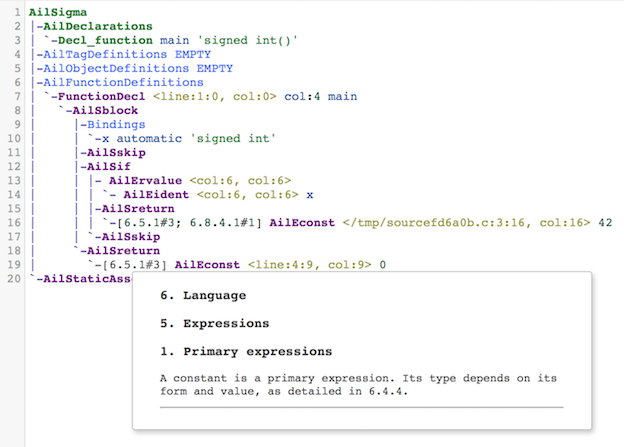 1 AilSigma
2 |-AilDeclarations
3 | `-Decl_function main 'signed int()'
4 |-AilTagDefinitions EMPTY
5 |-AilObjectDefinitions EMPTY
6 |-AilFunctionDefinitions
7 | `-FunctionDecl <line:1:0, col:0> col:4 main
8 |   `-AilSblock
9 |     |-Bindings
10 |     | `-x automatic 'signed int'
11 |     |-AilSskip
12 |     |-AilSif
13 |     | |- AilErvalue <col:6, col:6>
14 |     | | `- AilEident <col:6, col:6> x
15 |     | |-AilSreturn
16 |     | | `-[6.5.1#3; 6.8.4.1#1] AilEconst </tmp/sourcefd6a0b.c:3:16, col:16> 42
17 |     | `-AilSskip
18 |     `-AilSreturn
19 |       `-[6.5.1#3] AilEconst <line:4:9, col:9> 0
20 `-AilStaticAss
6. Language
5. Expressions
1. Primary expressions
A constant is a primary expression. Its type depends on its
form and value, as detailed in 6.4.4.